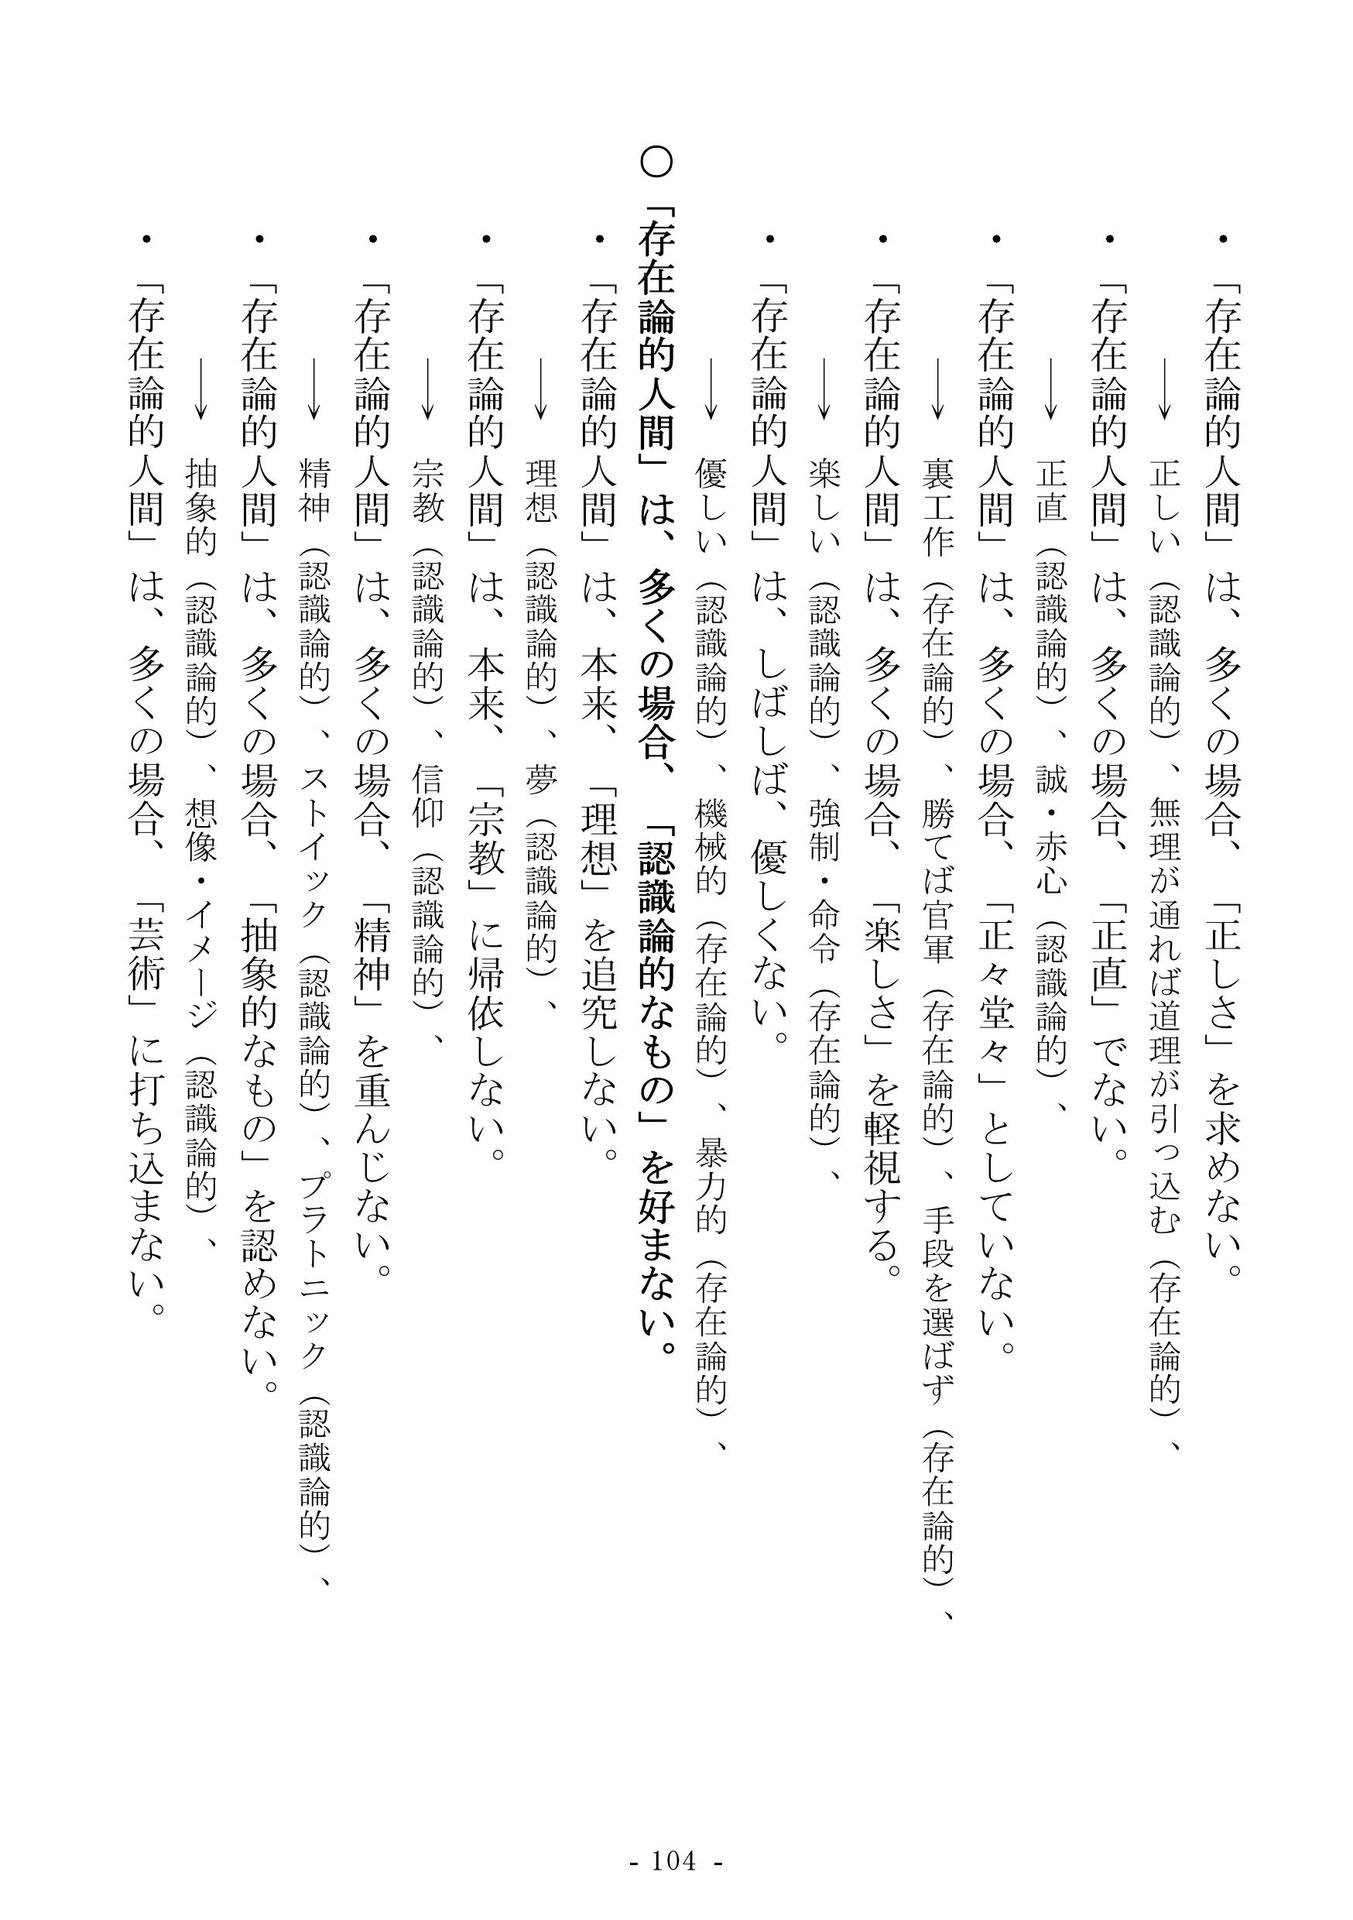 ・「存在論的人間」は、多くの場合、「正しさ」を求めない。
→ 正しい（認識論的）、無理が通れば道理が引っ込む（存在論的）、
・「存在論的人間」は、多くの場合、「正直」でない。
→ 正直（認識論的）、誠・赤心（認識論的）、
・「存在論的人間」は、多くの場合、「正々堂々」としていない。
→ 裏工作（存在論的）、勝てば官軍（存在論的）、手段を選ばず（存在論的）、
・「存在論的人間」は、多くの場合、「楽しさ」を軽視する。
→ 楽しい（認識論的）、強制・命令（存在論的）、
・「存在論的人間」は、しばしば、優しくない。
→ 優しい（認識論的）、機械的（存在論的）、暴力的（存在論的）、
○「存在論的人間」は、多くの場合、「認識論的なもの」を好まない。
・「存在論的人間」は、本来、「理想」を追究しない。
→ 理想（認識論的）、夢（認識論的）、
・「存在論的人間」は、本来、「宗教」に帰依しない。
→ 宗教（認識論的）、信仰（認識論的）、
・「存在論的人間」は、多くの場合、「精神」を重んじない。
→ 精神（認識論的）、ストイック（認識論的）、プラトニック（認識論的）、
・「存在論的人間」は、多くの場合、「抽象的なもの」を認めない。
→ 抽象的（認識論的）、想像・イメージ（認識論的）、
・「存在論的人間」は、多くの場合、「芸術」に打ち込まない。
- 104 -